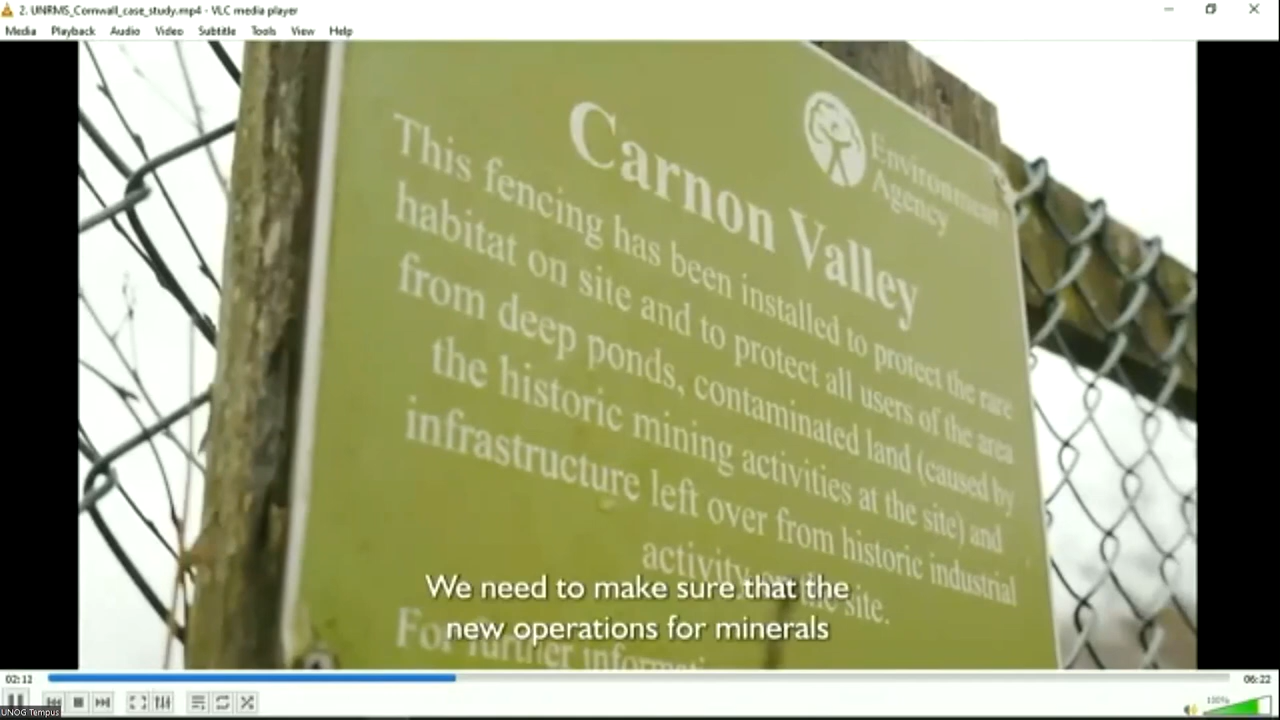 2. UNRMS_Cornwall_case_study.mp4 - VLC media player
Media Playback Audio Video Subtitle Tools View Help
Environment
Agency
Carnon Valley
This fencing has been installed to protect the rare
habitat on site and to protect all users of the area
from deep ponds, contaminated land (caused by
the historic mining activities at the site) and
infrastructure left over from historic industrial
activity on the site.
For further
We need to make sure that the
new operations for minerals
02:12
06:22
100%
UNOG Tempus